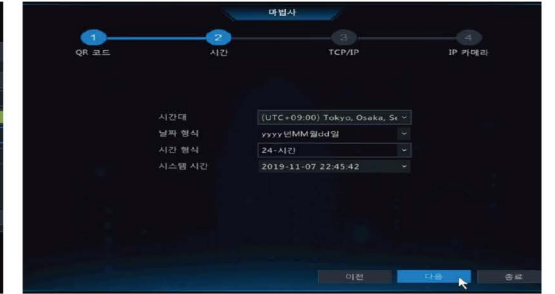 마법사
1 2 3 4
QR 코드 시간 TCP/IP IP 카메라
시간대 (UTC+09:00) Tokyo, Osaka, Se
날짜 형식 yyyy년MM월dd일
시간 형식 24-시간
시스템 시간 2019-11-07 22:45:42
이전 다음 종료